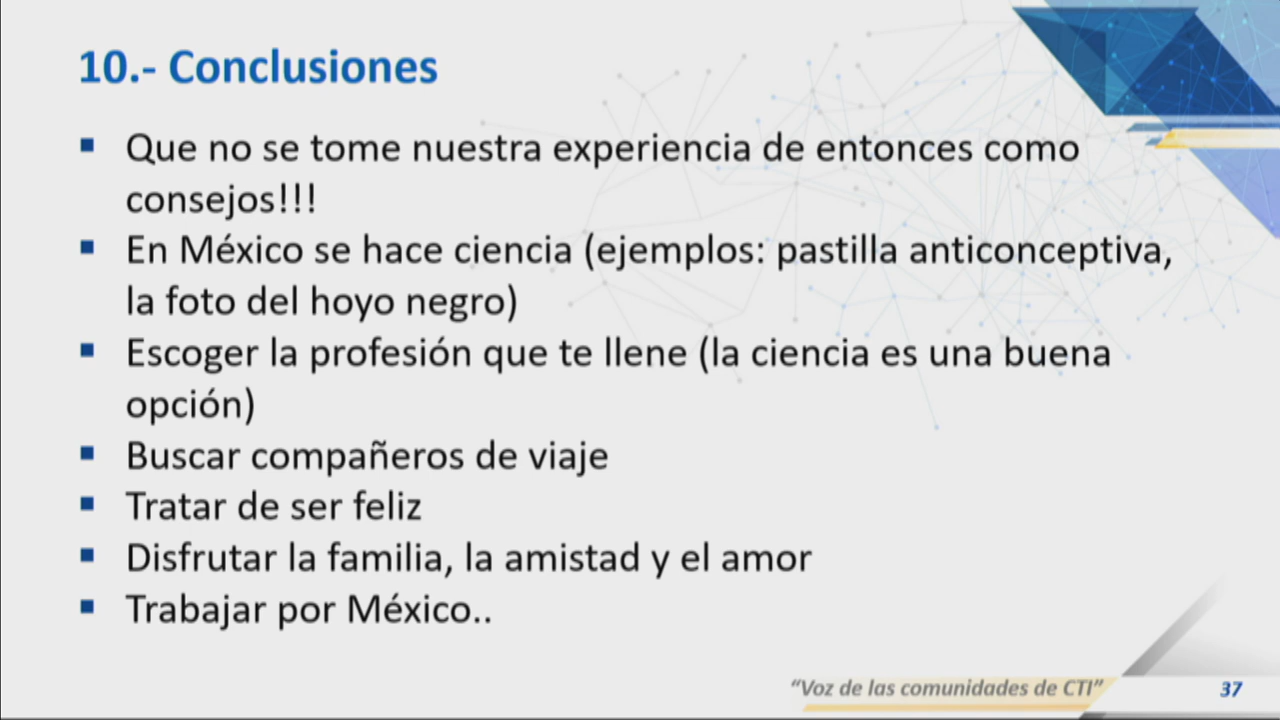 10.- Conclusiones
Que no se tome nuestra experiencia de entonces como
consejos!!!
En México se hace ciencia (ejemplos: pastilla anticonceptiva,
la foto del hoyo negro)
Escoger la profesión que te llene (la ciencia es una buena
opción)
Buscar compañeros de viaje
Tratar de ser feliz
Disfrutar la familia, la amistad y el amor
Trabajar por México..
“Voz de las comunidades de CTI”
37